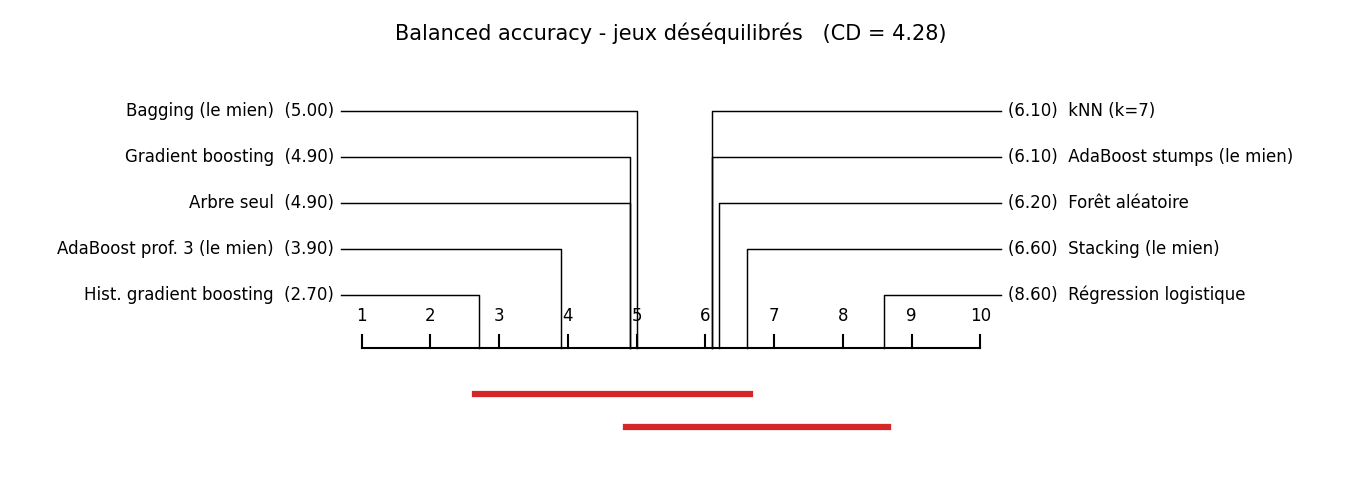 Balanced accuracy - jeux déséquilibrés   (CD = 4.28)
Bagging (le mien)  (5.00)
(6.10)  kNN (k=7)
Gradient boosting  (4.90)
(6.10)  AdaBoost stumps (le mien)
Arbre seul  (4.90)
(6.20)  Forêt aléatoire
AdaBoost prof. 3 (le mien)  (3.90)
(6.60)  Stacking (le mien)
Hist. gradient boosting  (2.70)
(8.60)  Régression logistique
1 2 3 4 5 6 7 8 9 10